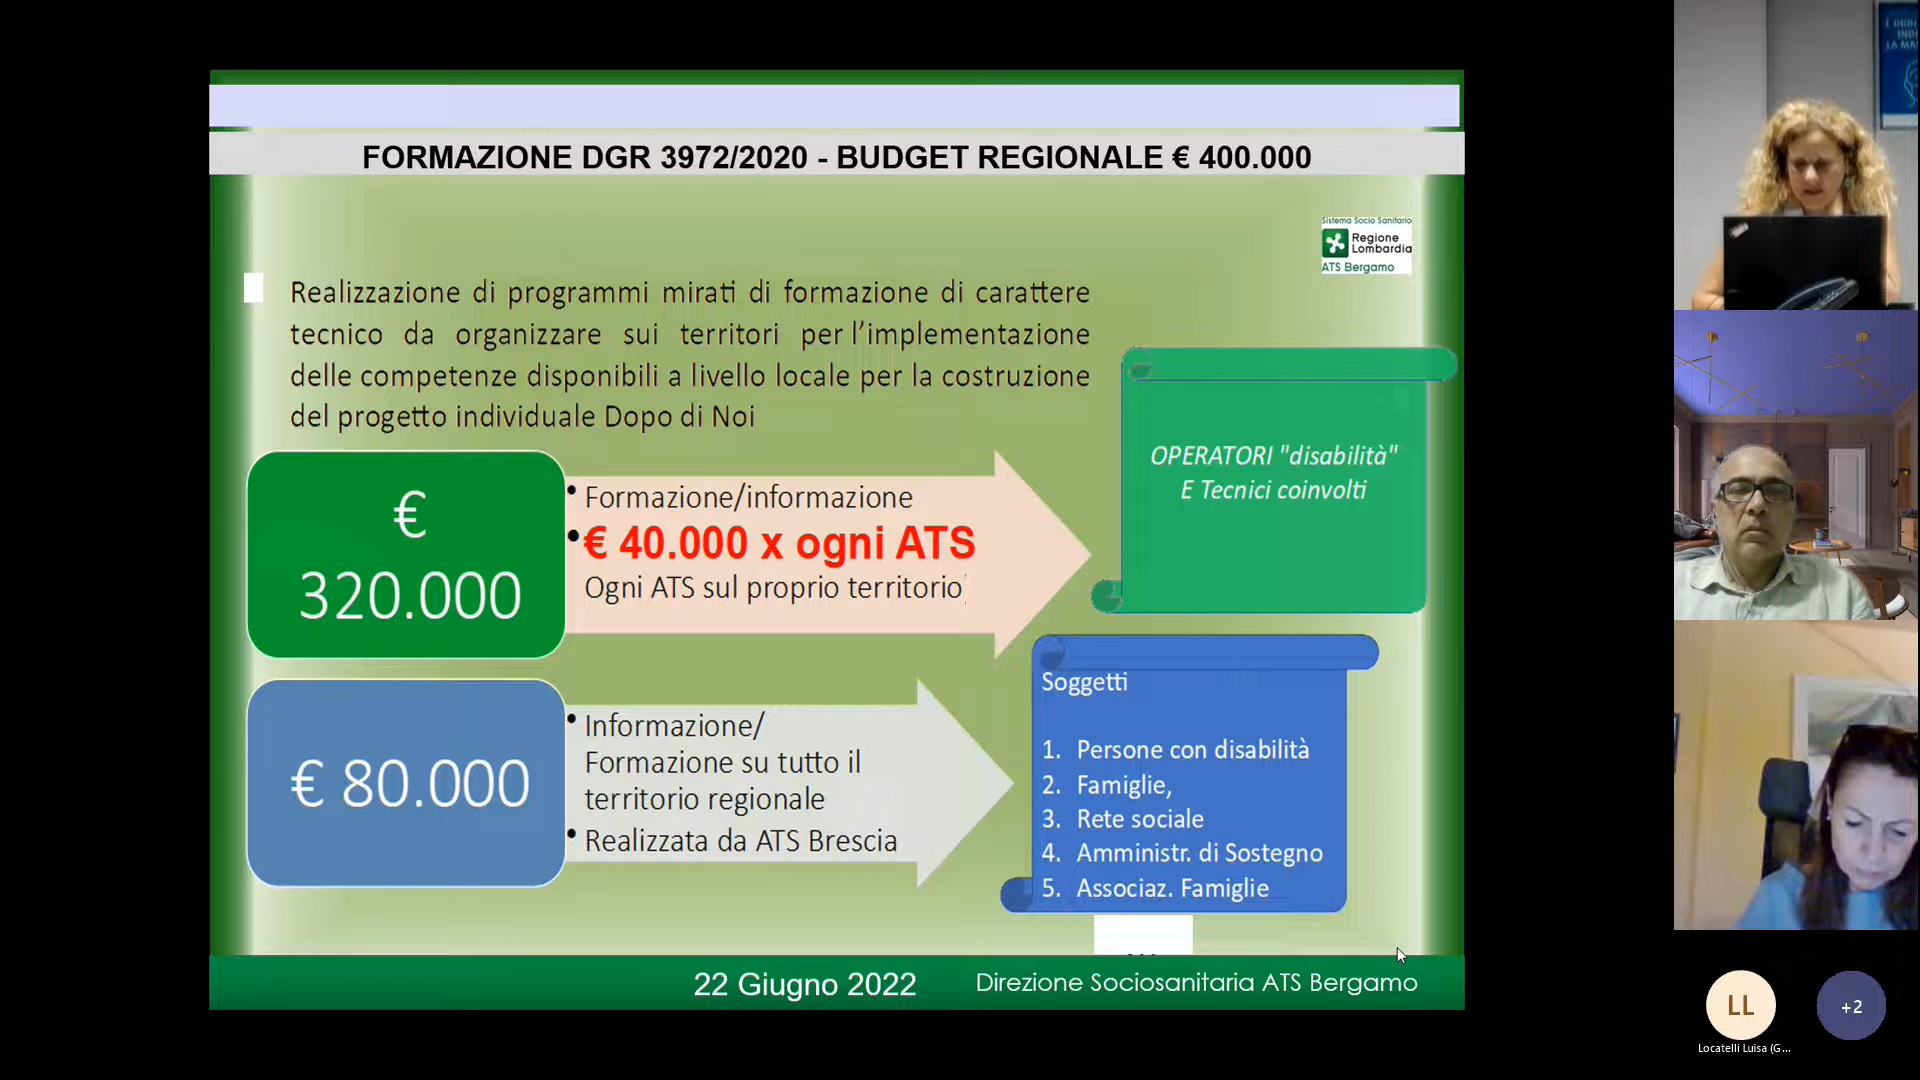 FORMAZIONE DGR 3972/2020 - BUDGET REGIONALE € 400.000
Sistema Socio Sanitario
Regione
Lombardia
ATS Bergamo
Realizzazione di programmi mirati di formazione di carattere
tecnico da organizzare sui territori per l’implementazione
delle competenze disponibili a livello locale per la costruzione
del progetto individuale Dopo di Noi
€
320.000
• Formazione/informazione
• € 40.000 x ogni ATS
Ogni ATS sul proprio territorio
OPERATORI "disabilità"
E Tecnici coinvolti
€ 80.000
• Informazione/
Formazione su tutto il
territorio regionale
• Realizzata da ATS Brescia
Soggetti
1. Persone con disabilità
2. Famiglie,
3. Rete sociale
4. Amministr. di Sostegno
5. Associaz. Famiglie
22 Giugno 2022
Direzione Sociosanitaria ATS Bergamo
LL
+2
Locatelli Luisa (G...